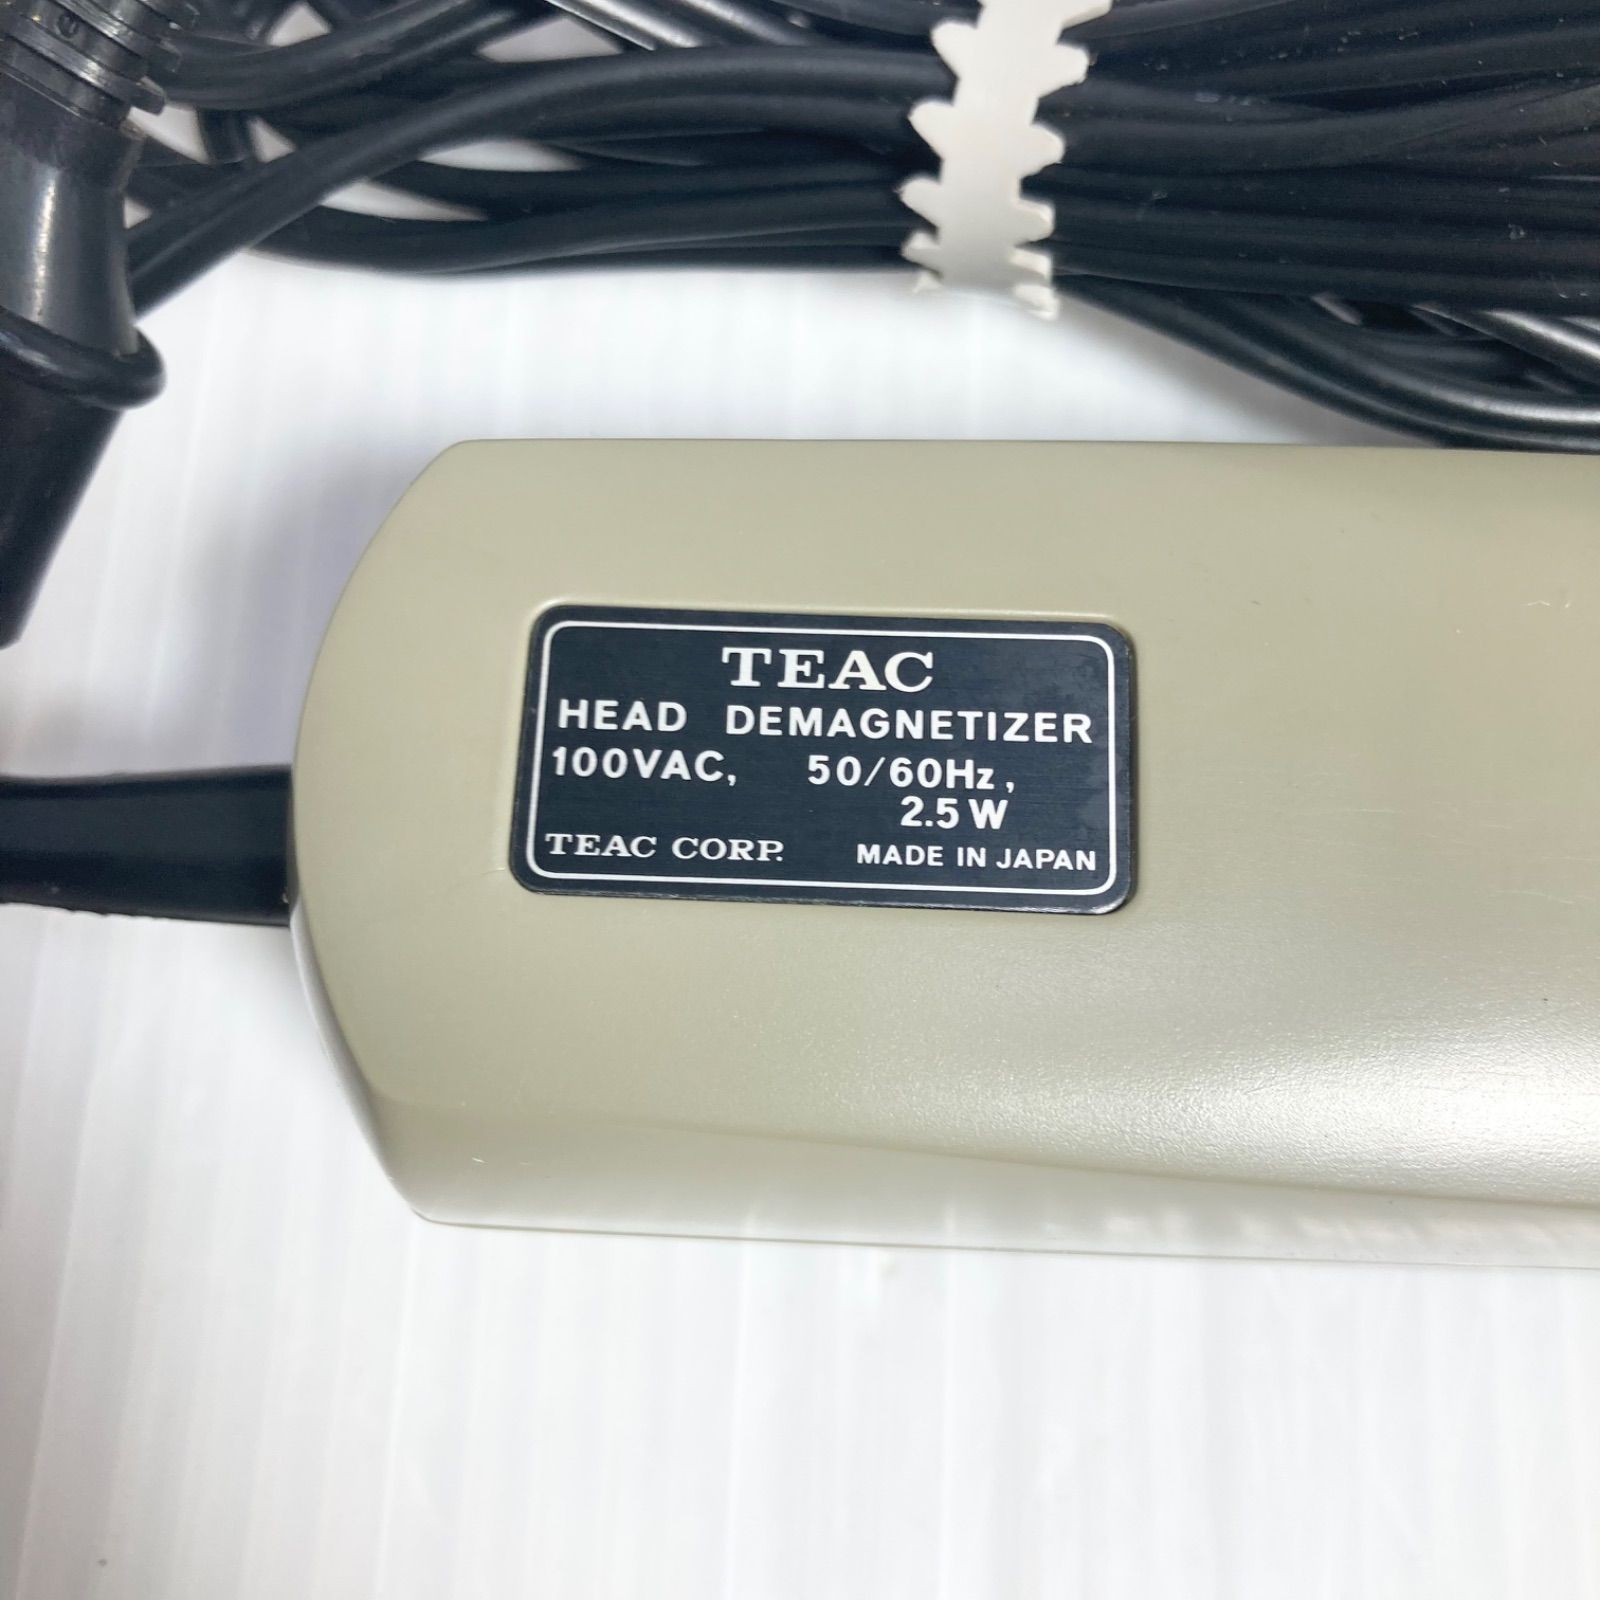 TEAC
HEAD DEMAGNETIZER
100VAC, 50/60Hz,
2.5W
TEAC CORP. MADE IN JAPAN